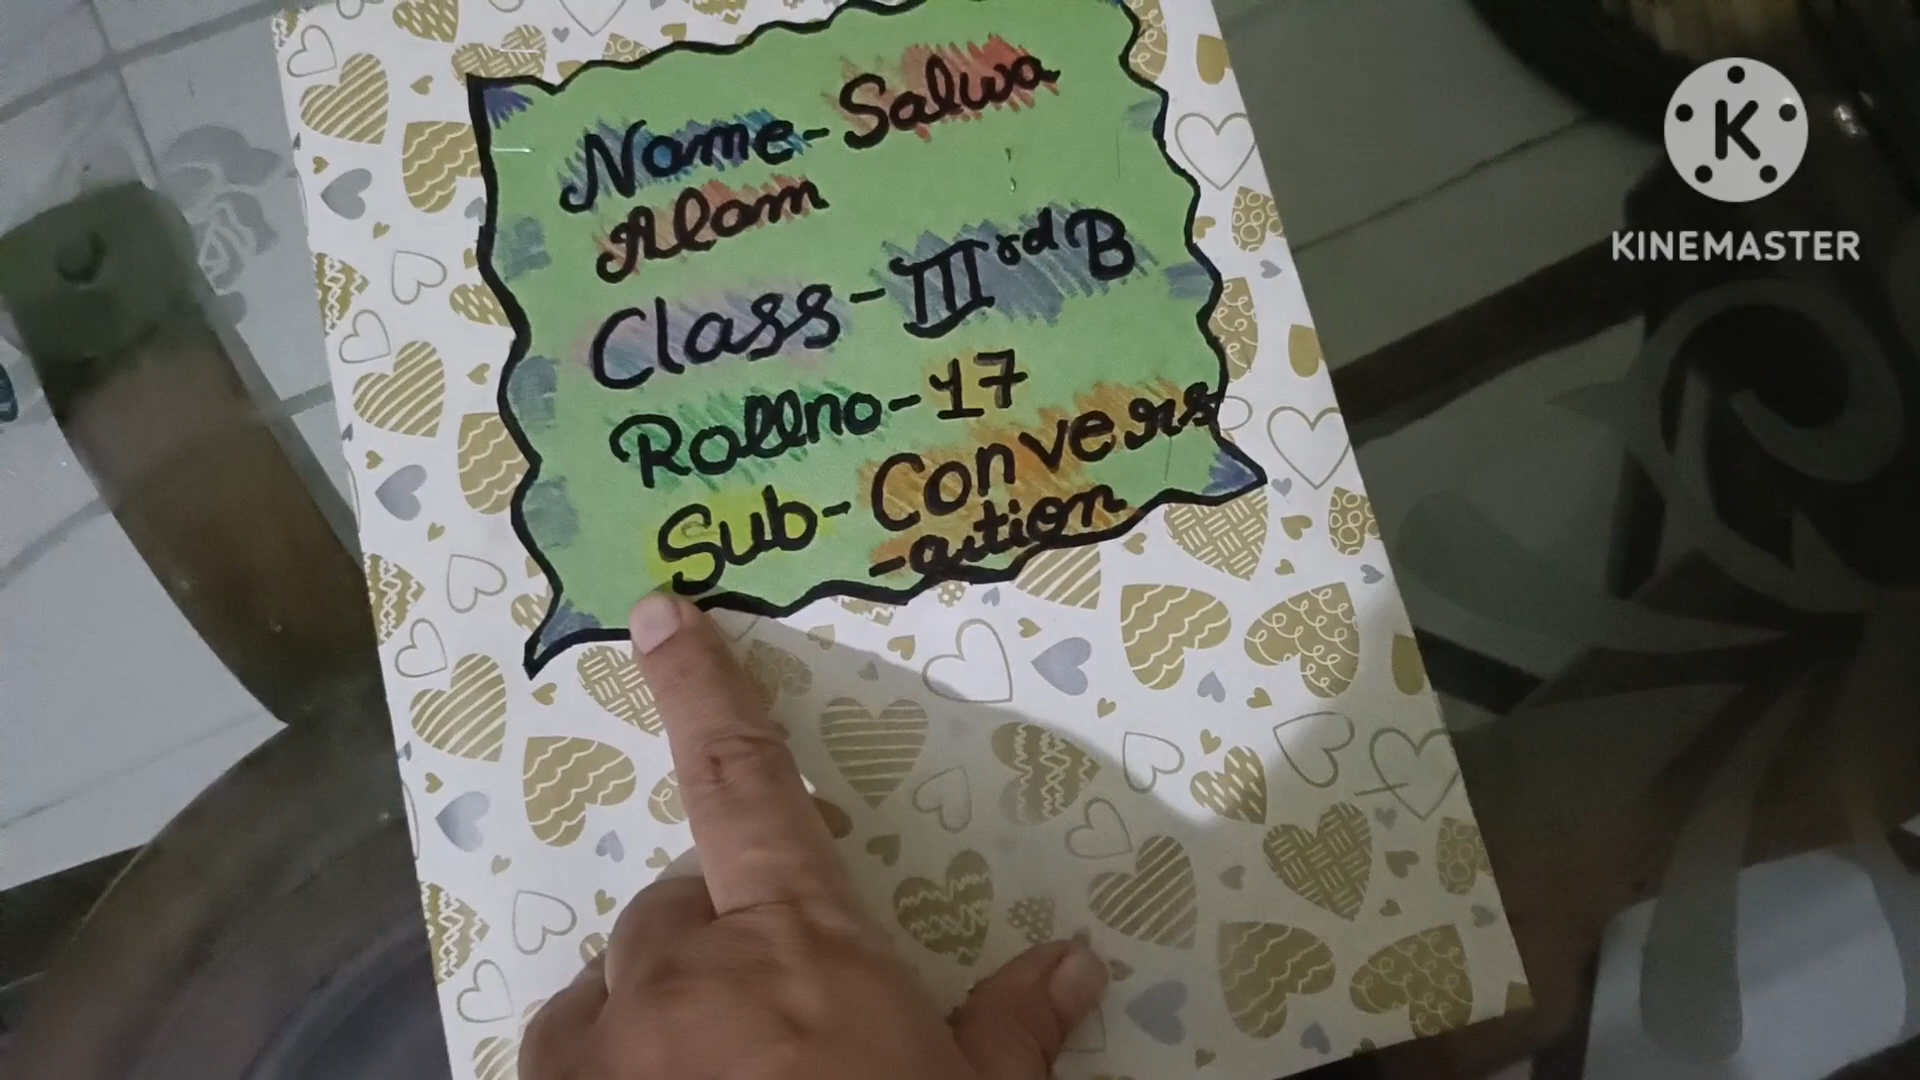 Name-Salwa
Alam
Class-IIIrd B
Rollno-17
Sub-Convers
-ation
K
KINEMASTER